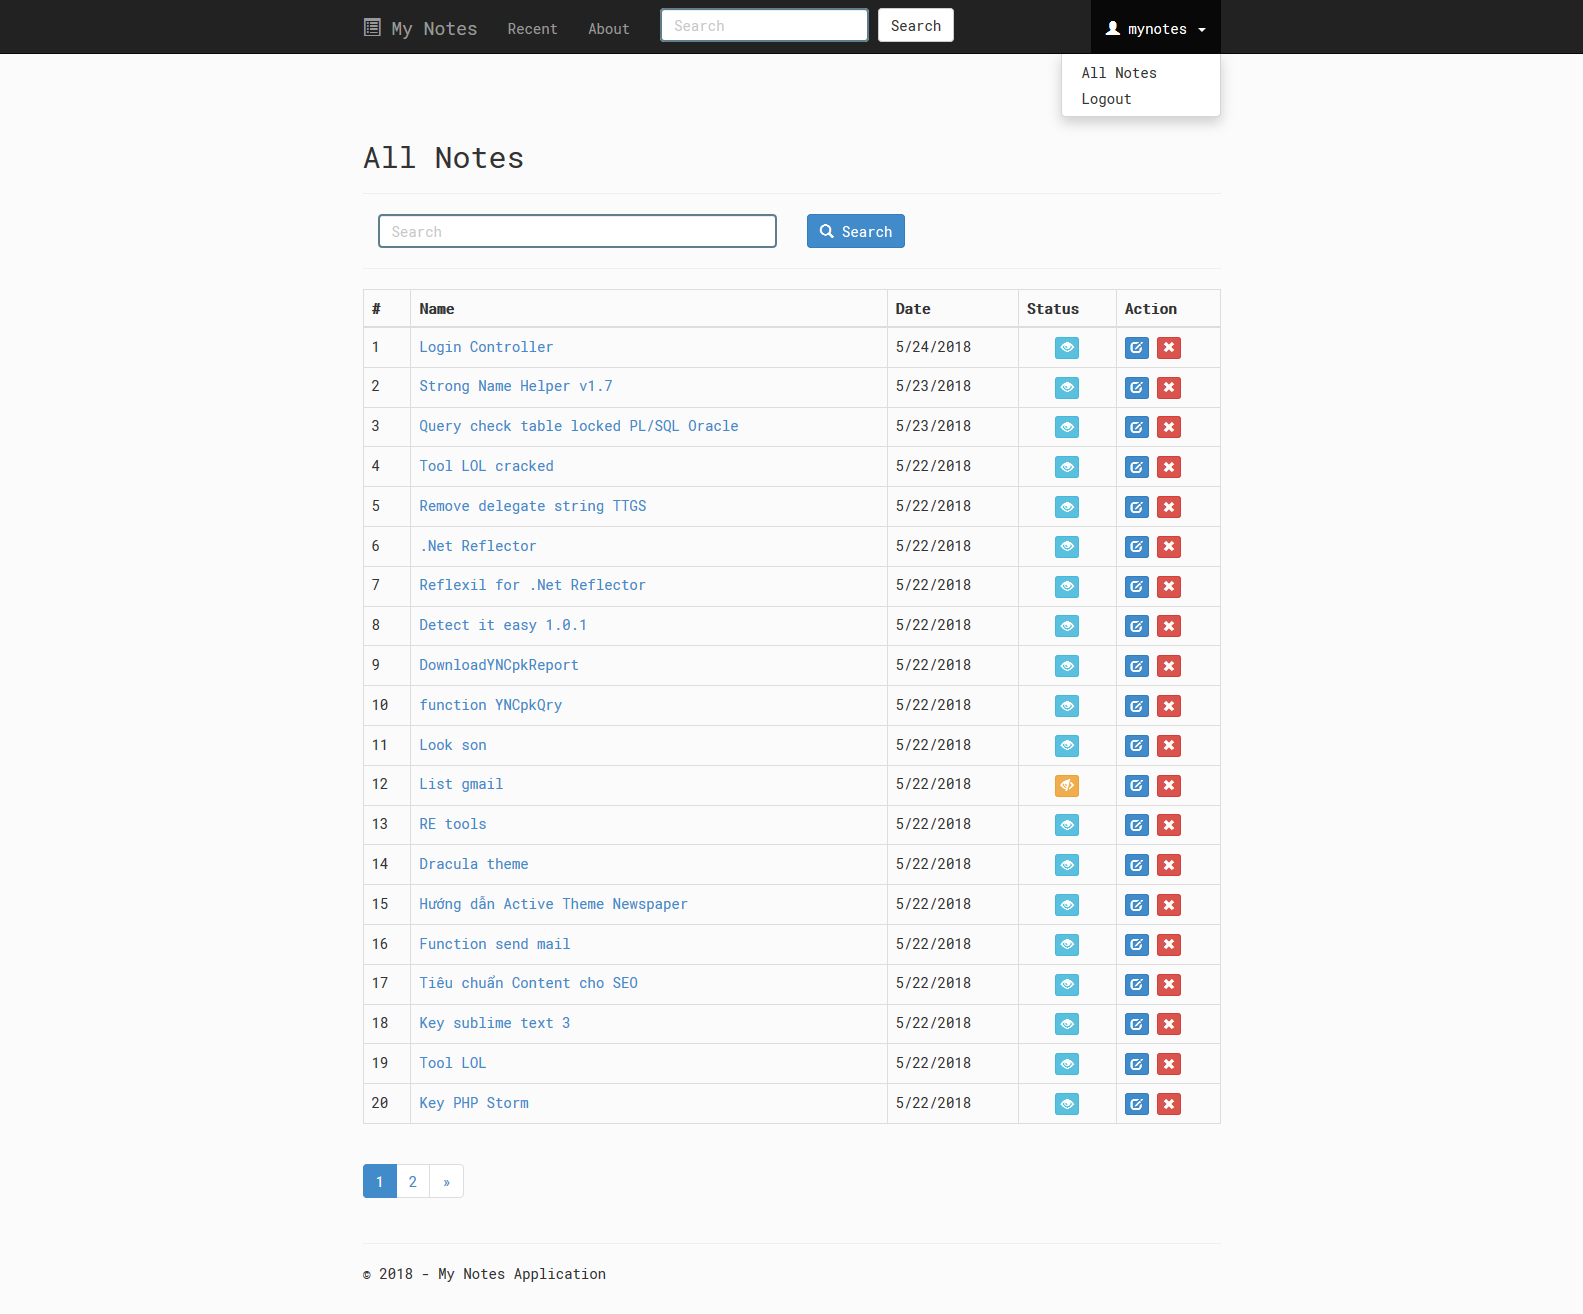 My Notes Recent About Search Search mynotes
All Notes
Logout
All Notes
Search Search
# Name Date Status Action
1 Login Controller 5/24/2018
2 Strong Name Helper v1.7 5/23/2018
3 Query check table locked PL/SQL Oracle 5/23/2018
4 Tool LOL cracked 5/22/2018
5 Remove delegate string TTGS 5/22/2018
6 .Net Reflector 5/22/2018
7 Reflexil for .Net Reflector 5/22/2018
8 Detect it easy 1.0.1 5/22/2018
9 DownloadYNCpkReport 5/22/2018
10 function YNCpkQry 5/22/2018
11 Look son 5/22/2018
12 List gmail 5/22/2018
13 RE tools 5/22/2018
14 Dracula theme 5/22/2018
15 Hướng dẫn Active Theme Newspaper 5/22/2018
16 Function send mail 5/22/2018
17 Tiêu chuẩn Content cho SEO 5/22/2018
18 Key sublime text 3 5/22/2018
19 Tool LOL 5/22/2018
20 Key PHP Storm 5/22/2018
1 2 »
© 2018 - My Notes Application